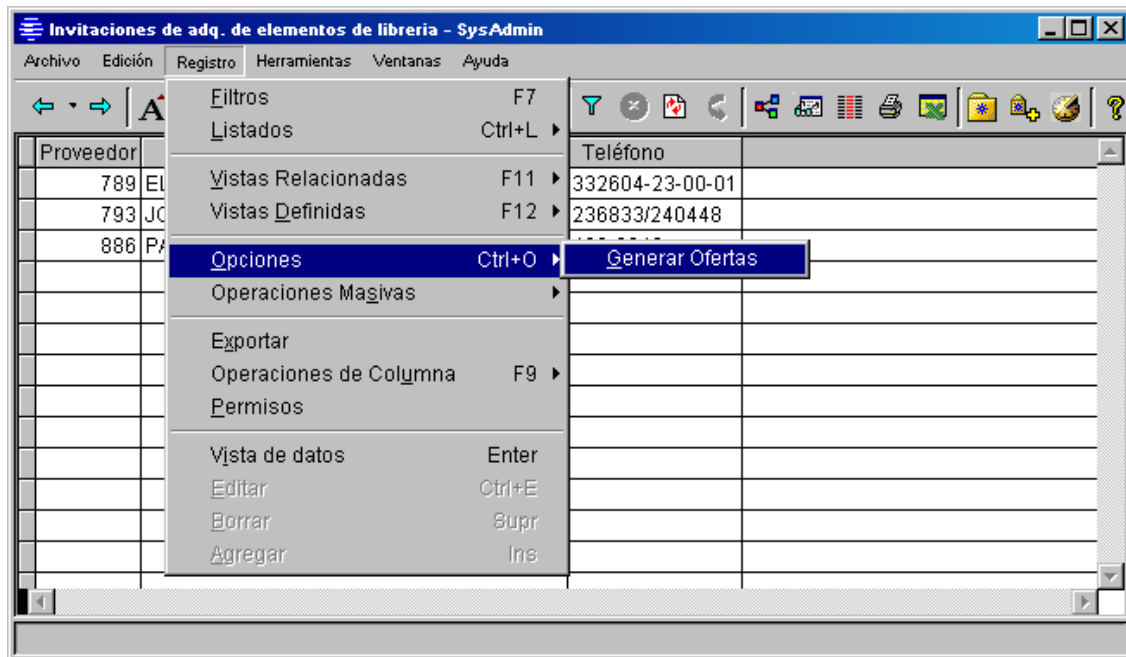 Invitaciones de adq. de elementos de libreria - SysAdmin
Archivo Edición Registro Herramientas Ventanas Ayuda
Filtros F7
Listados Ctrl+L
Vistas Relacionadas F11
Vistas Definidas F12
Opciones Ctrl+O
Generar Ofertas
Operaciones Masivas
Exportar
Operaciones de Columna F9
Permisos
Vista de datos Enter
Editar Ctrl+E
Borrar Supr
Agregar Ins
Proveedor Teléfono
789 332604-23-00-01
793 236833/240448
886